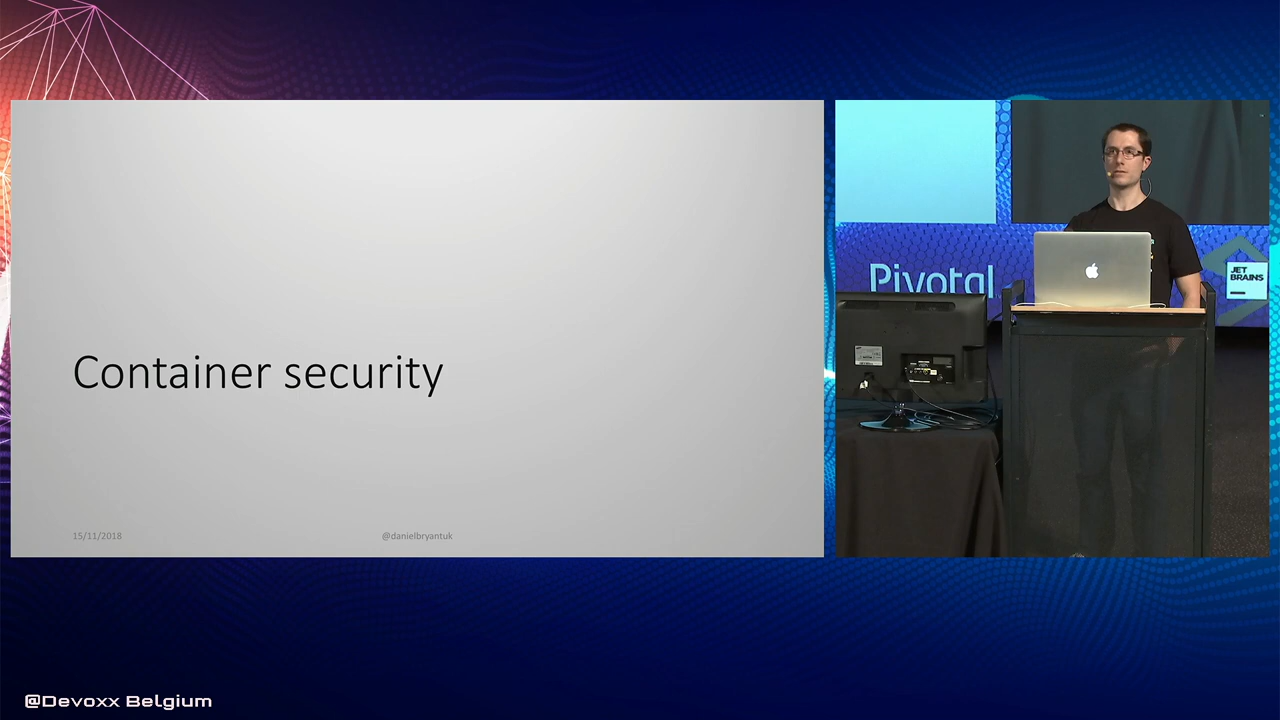 Container security
15/11/2018
@danielbryantuk
Pivotal
JET
BRAINS
@Devoxx Belgium